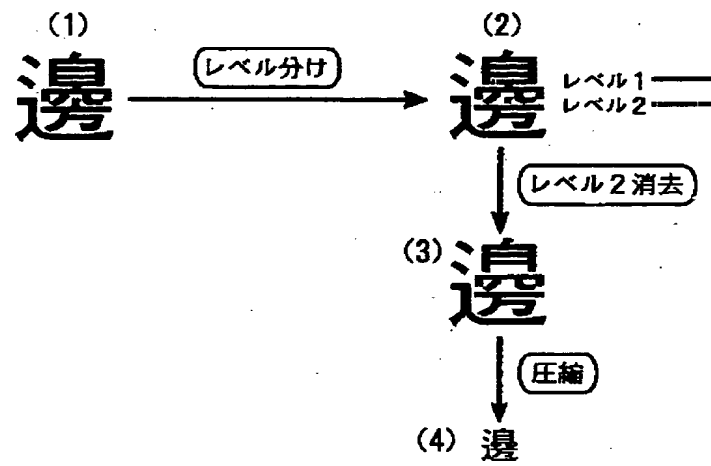 (1)
(2)
邊
レベル分け
邊
レベル1
レベル2
レベル2消去
(3)
邊
圧縮
(4) 邊